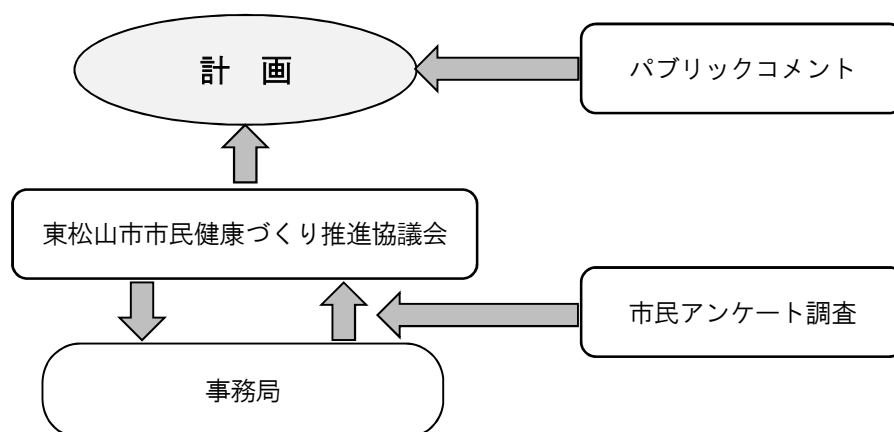 計　画
パブリックコメント
東松山市市民健康づくり推進協議会
市民アンケート調査
事務局